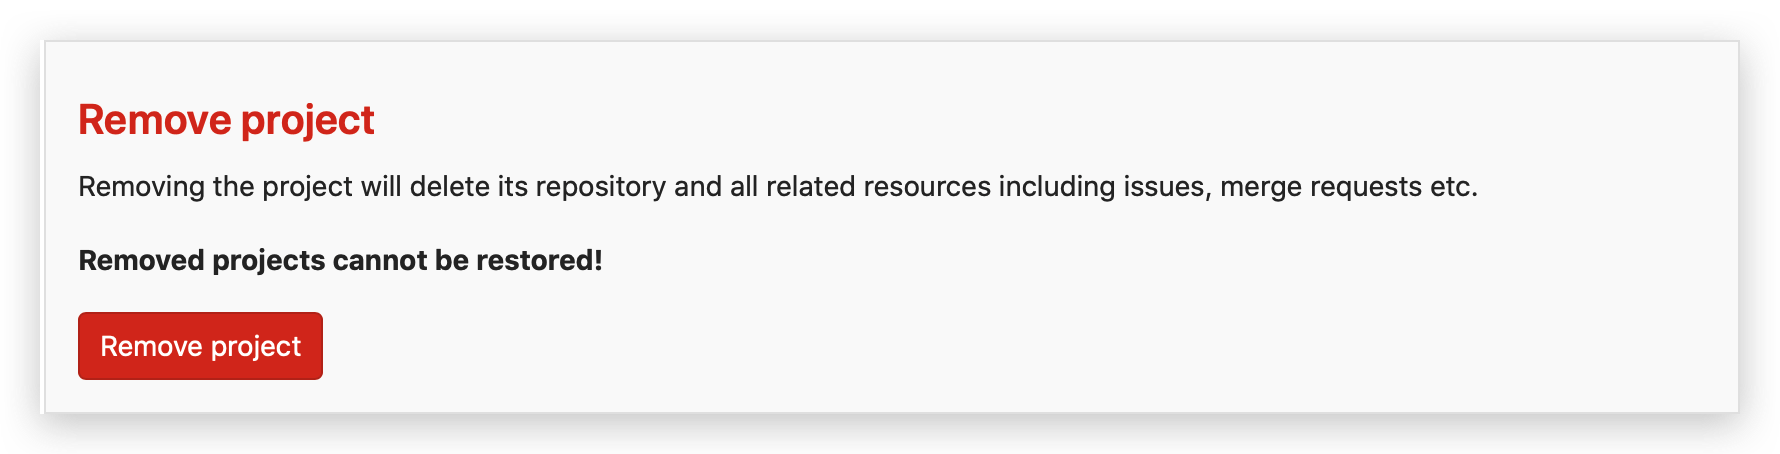 Remove project
Removing the project will delete its repository and all related resources including issues, merge requests etc.
Removed projects cannot be restored!
Remove project